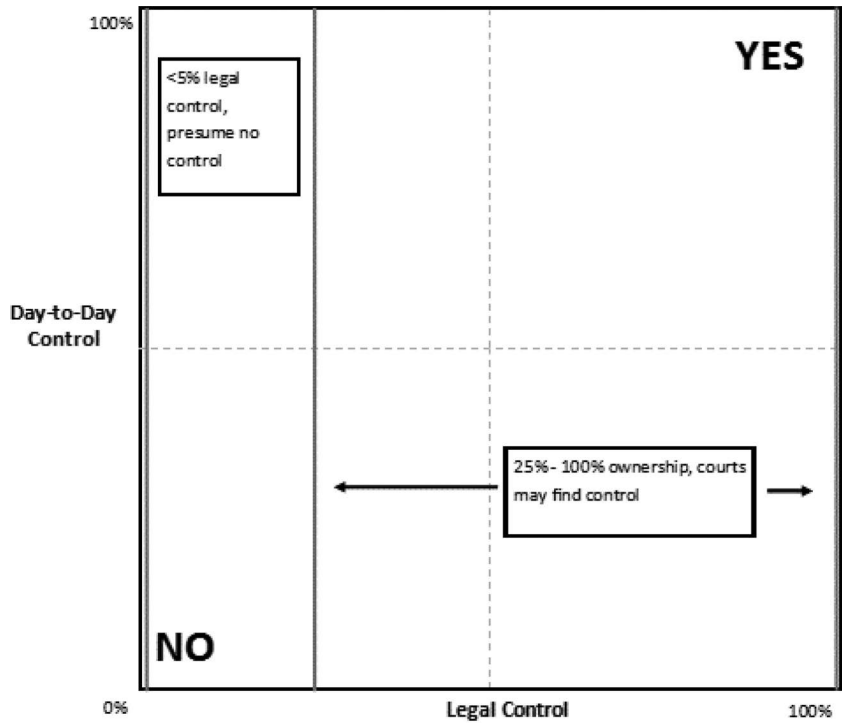 100%
YES
<5% legal
control,
presume no
control
Day-to-Day
Control
25% - 100% ownership, courts
may find control
NO
0%
Legal Control
100%